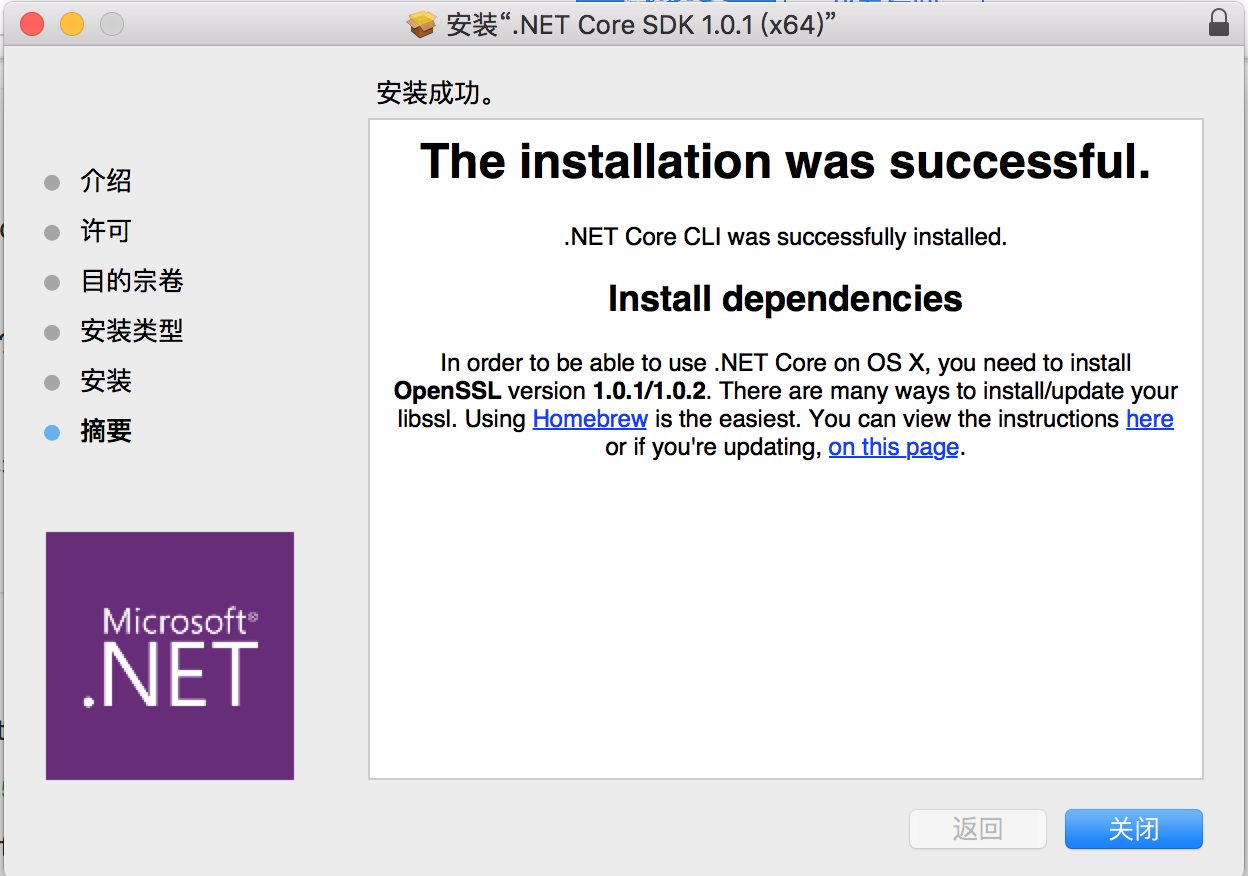 安装“.NET Core SDK 1.0.1 (x64)”
安装成功。
介绍
许可
目的宗卷
安装类型
安装
摘要
The installation was successful.
.NET Core CLI was successfully installed.
Install dependencies
In order to be able to use .NET Core on OS X, you need to install
OpenSSL version 1.0.1/1.0.2. There are many ways to install/update your
libssl. Using Homebrew is the easiest. You can view the instructions here
or if you're updating, on this page.
Microsoft®
.NET
返回
关闭